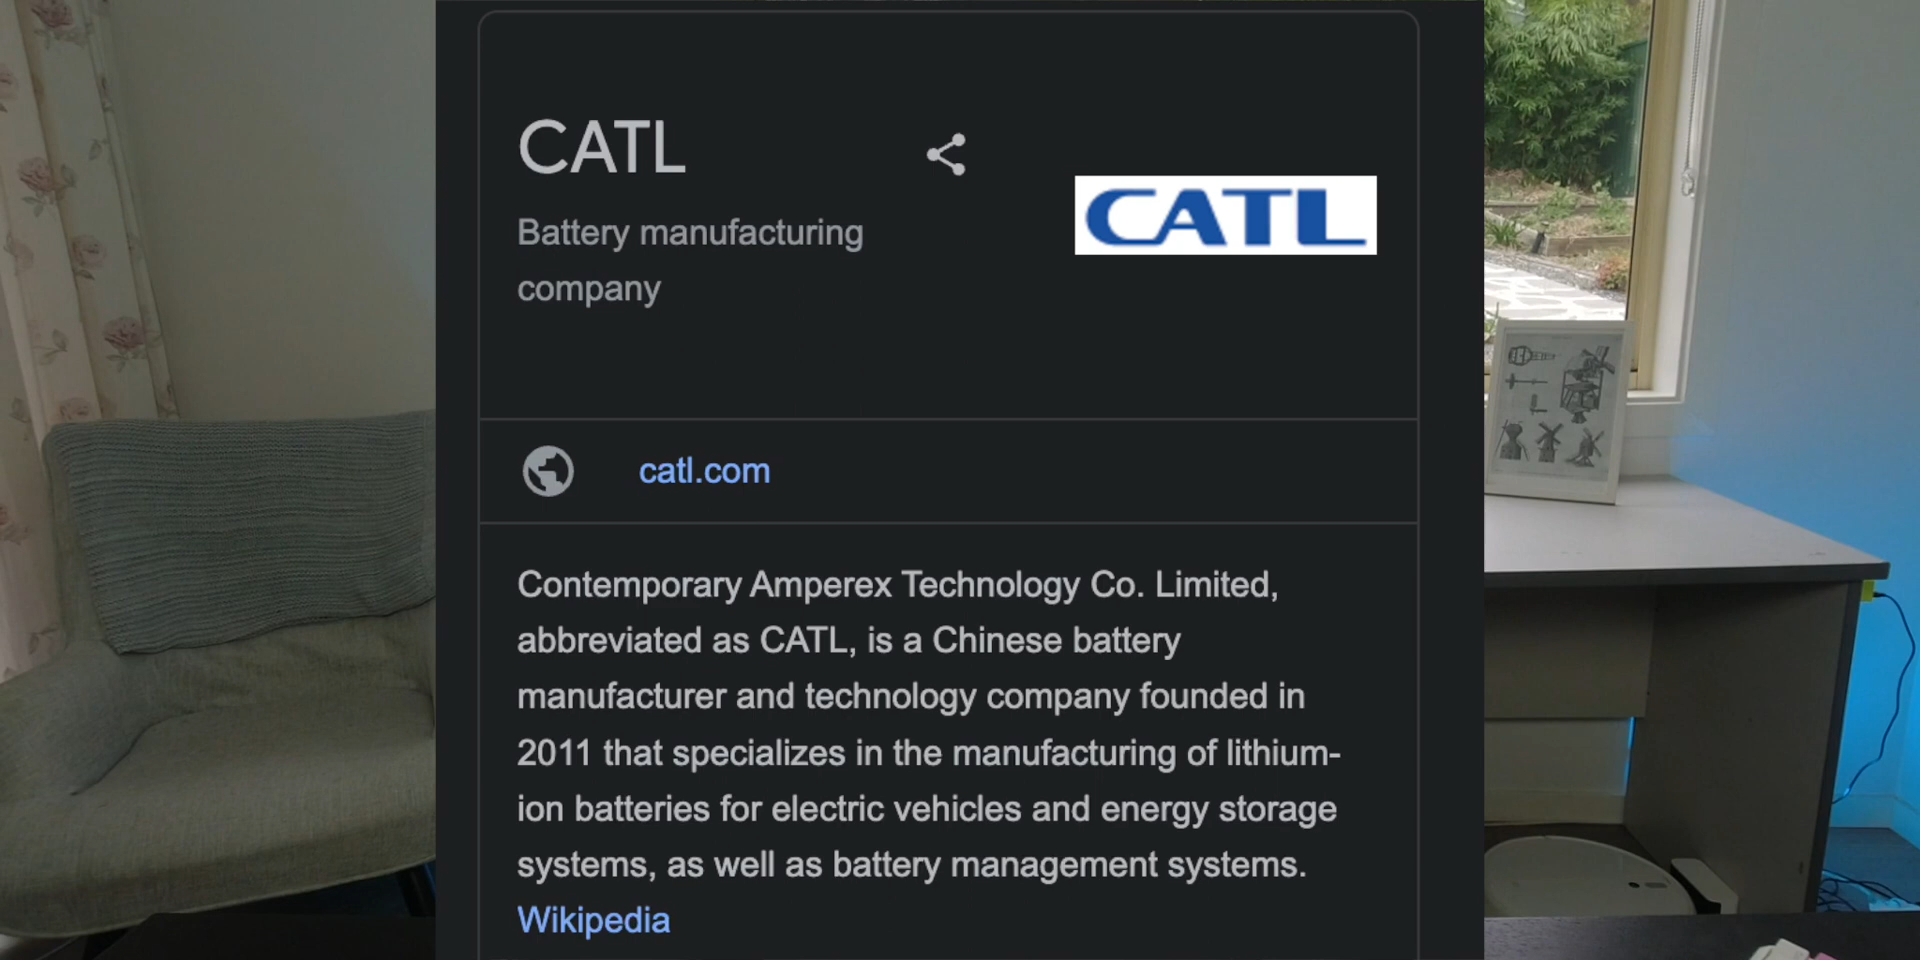 CATL
CATL
Battery manufacturing
company
catl.com
Contemporary Amperex Technology Co. Limited,
abbreviated as CATL, is a Chinese battery
manufacturer and technology company founded in
2011 that specializes in the manufacturing of lithium-
ion batteries for electric vehicles and energy storage
systems, as well as battery management systems.
Wikipedia